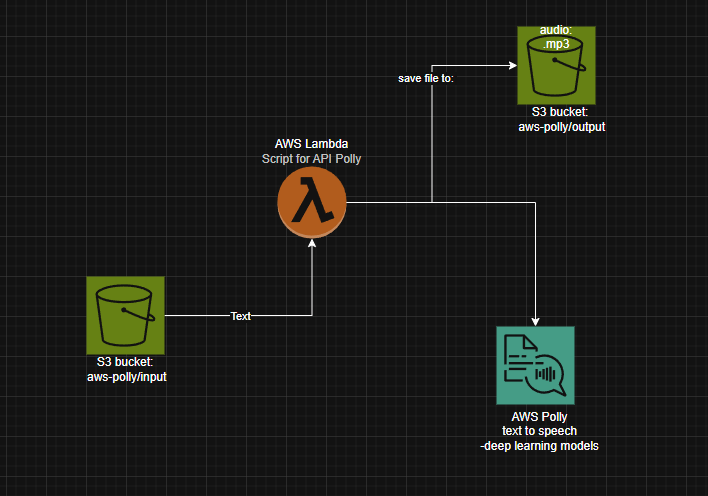 audio:
.mp3
save file to:
S3 bucket:
aws-polly/output
AWS Lambda
Script for API Polly
Text
S3 bucket:
aws-polly/input
AWS Polly
text to speech
-deep learning models